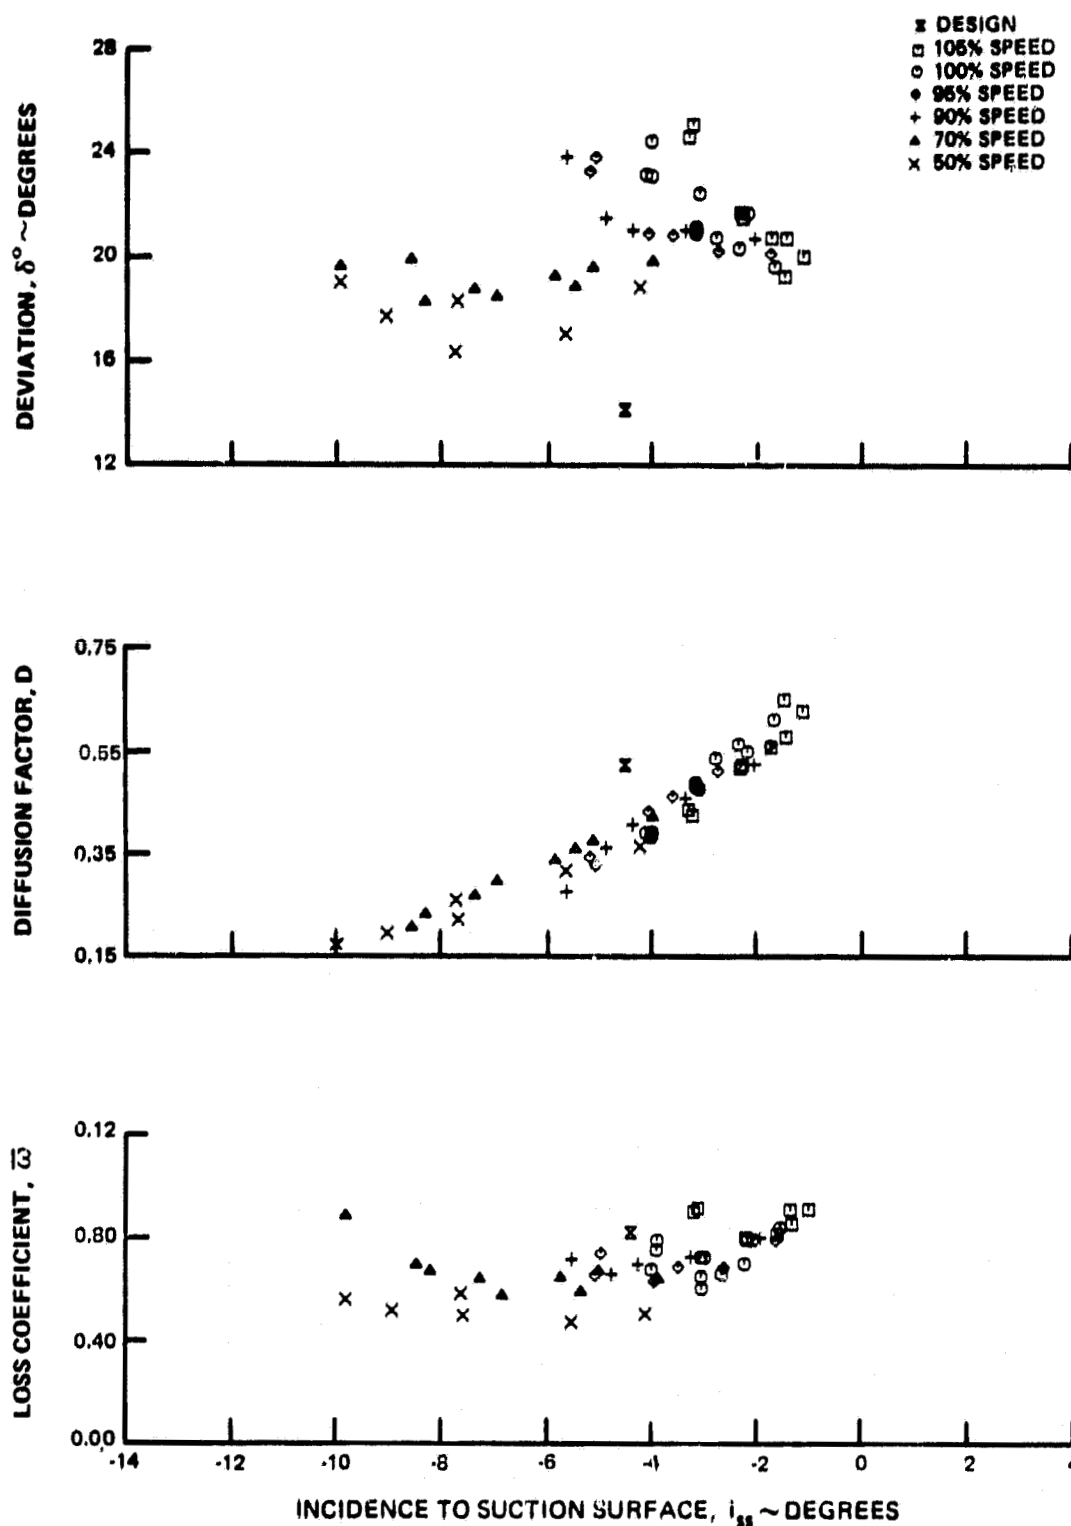 DESIGN
105% SPEED
100% SPEED
95% SPEED
90% SPEED
70% SPEED
50% SPEED
DEVIATION, δ° ~ DEGREES
28
24
20
16
12
DIFFUSION FACTOR, D
0.75
0.55
0.35
0.15
LOSS COEFFICIENT, ω̅
0.12
0.80
0.40
0.00
-14 -12 -10 -8 -6 -4 -2 0 2 4
INCIDENCE TO SUCTION SURFACE, iss ~ DEGREES